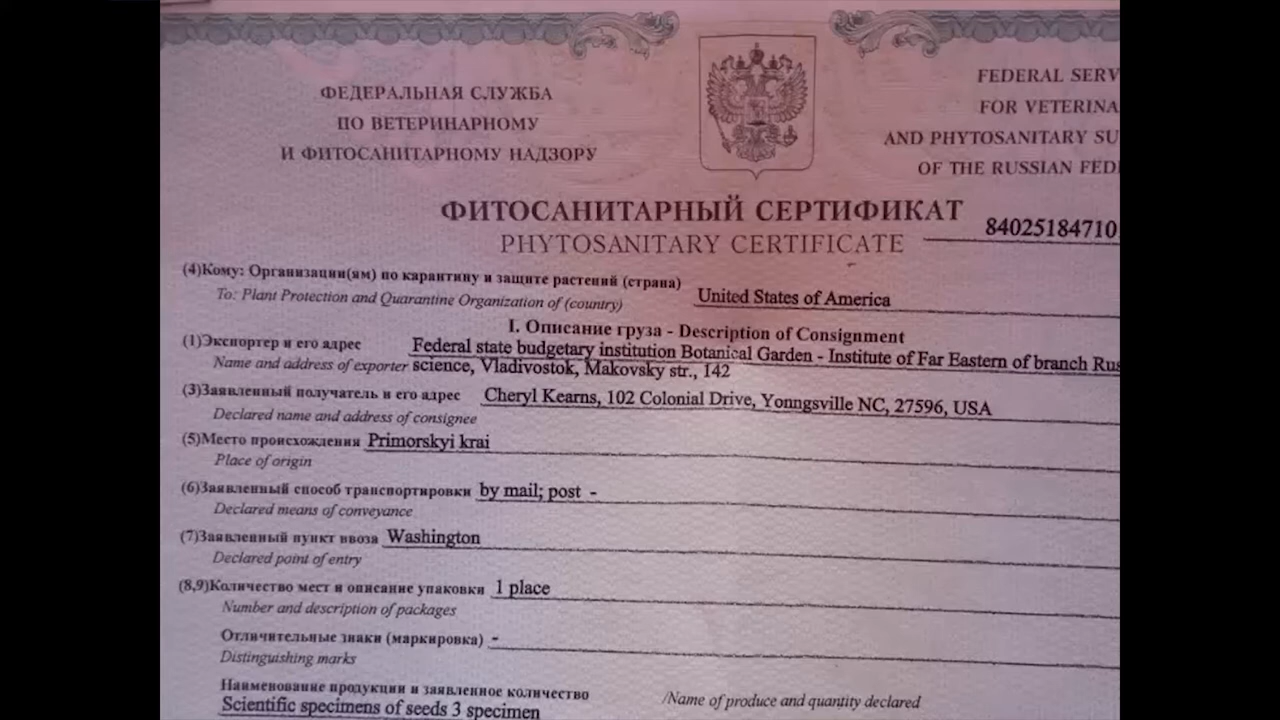 ФЕДЕРАЛЬНАЯ СЛУЖБА
ПО ВЕТЕРИНАРНОМУ
И ФИТОСАНИТАРНОМУ НАДЗОРУ
FEDERAL SERV
FOR VETERINA
AND PHYTOSANITARY SU
OF THE RUSSIAN FED
ФИТОСАНИТАРНЫЙ СЕРТИФИКАТ
PHYTOSANITARY CERTIFICATE
84025184710
(4)Кому: Организации(ям) по карантину и защите растений (страна)
To: Plant Protection and Quarantine Organization of (country)
United States of America
I. Описание груза - Description of Consignment
(1)Экспортер и его адрес
Federal state budgetary institution Botanical Garden - Institute of Far Eastern of branch Rus
Name and address of exporter science, Vladivostok, Makovsky str., 142
(3)Заявленный получатель и его адрес Cheryl Kearns, 102 Colonial Drive, Yonngsville NC, 27596, USA
Declared name and address of consignee
(5)Место происхождения Primorskyi krai
Place of origin
(6)Заявленный способ транспортировки by mail; post -
Declared means of conveyance
(7)Заявленный пункт ввоза Washington
Declared point of entry
(8,9)Количество мест и описание упаковки 1 place
Number and description of packages
Отличительные знаки (маркировка) -
Distinguishing marks
Наименование продукции и заявленное количество /Name of produce and quantity declared
Scientific specimens of seeds 3 specimen